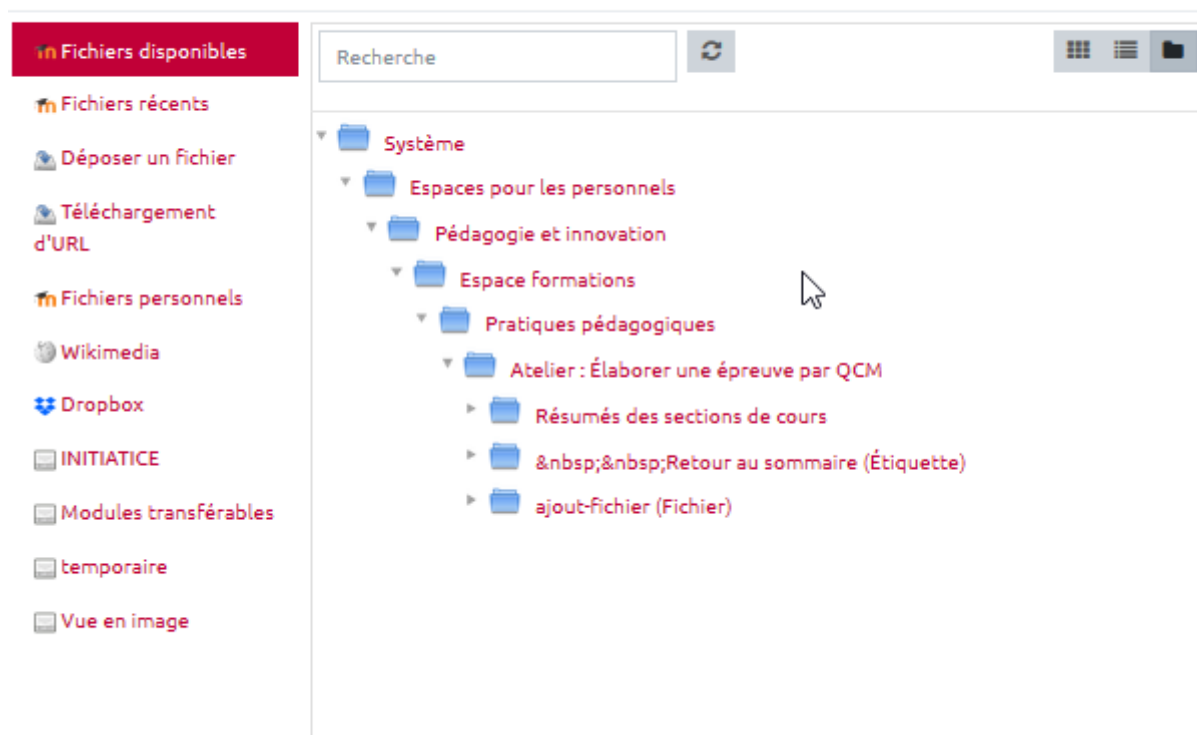 Fichiers disponibles
Fichiers récents
Déposer un fichier
Téléchargement
d'URL
Fichiers personnels
Wikimedia
Dropbox
INITIATICE
Modules transférables
temporaire
Vue en image
Recherche
Système
Espaces pour les personnels
Pédagogie et innovation
Espace formations
Pratiques pédagogiques
Atelier : Élaborer une épreuve par QCM
Résumés des sections de cours
&nbsp;&nbsp;Retour au sommaire (Étiquette)
ajout-fichier (Fichier)